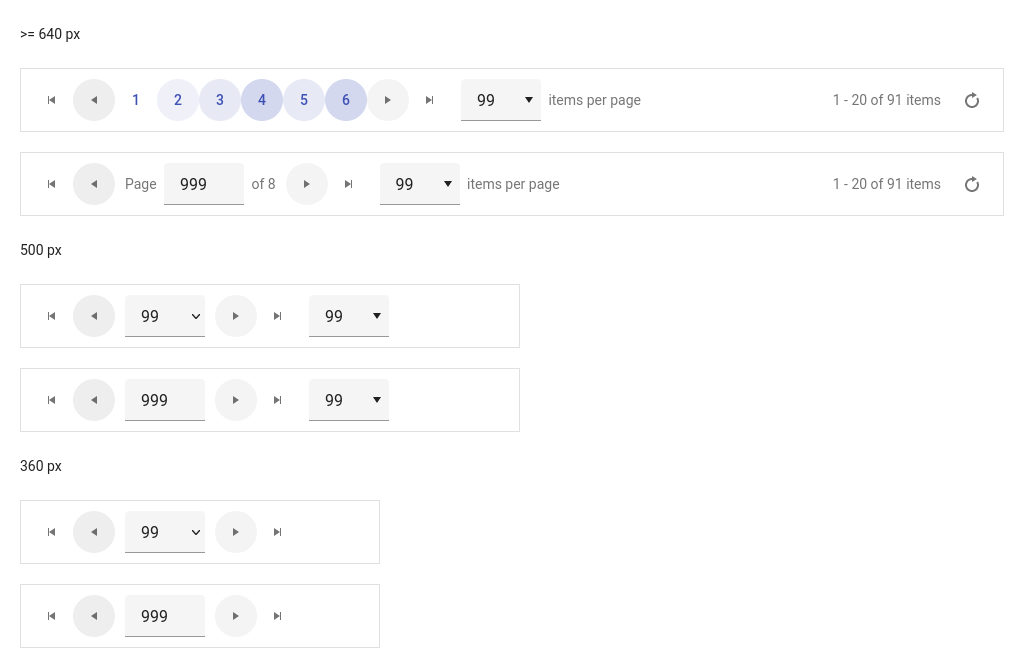 >= 640 px
1 2 3 4 5 6 99 items per page 1 - 20 of 91 items
Page 999 of 8 99 items per page 1 - 20 of 91 items
500 px
99 99
999 99
360 px
99
999